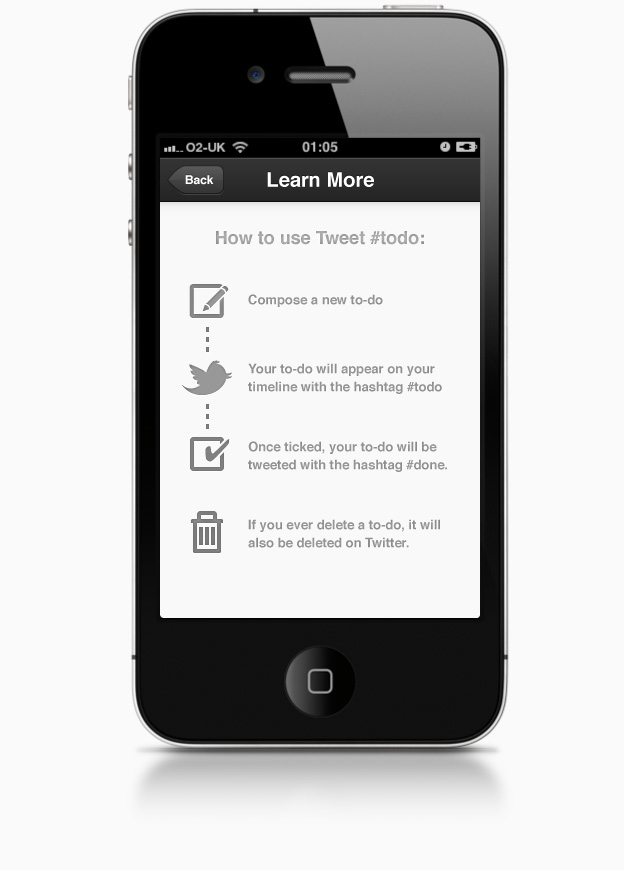 O2-UK 01:05
Back Learn More
How to use Tweet #todo:
Compose a new to-do
Your to-do will appear on your
timeline with the hashtag #todo
Once ticked, your to-do will be
tweeted with the hashtag #done.
If you ever delete a to-do, it will
also be deleted on Twitter.